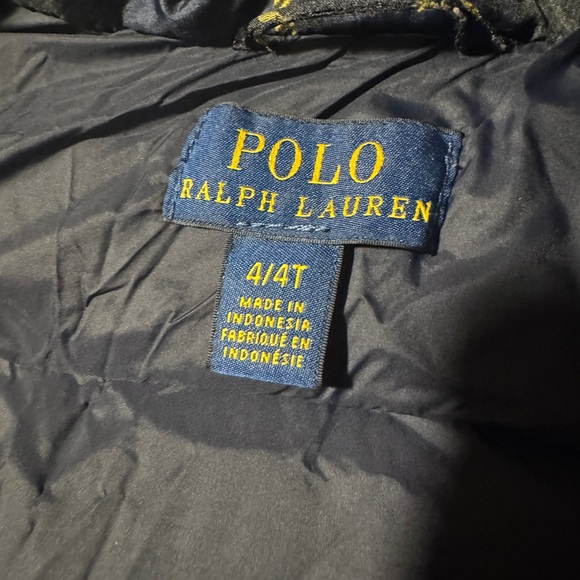 POLO
RALPH LAUREN
4/4T
MADE IN
INDONESIA
FABRIQUÉ EN
INDONÉSIE